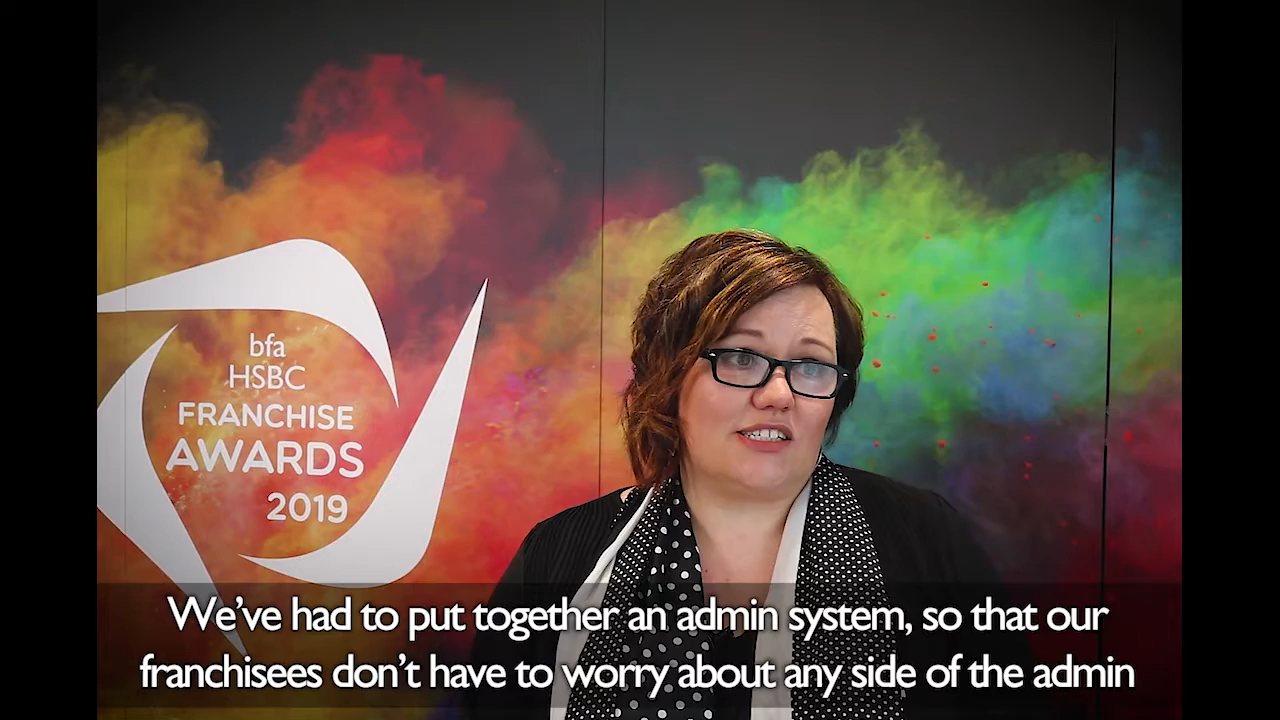 bfa
HSBC
FRANCHISE
AWARDS
2019
We've had to put together an admin system, so that our
franchisees don't have to worry about any side of the admin